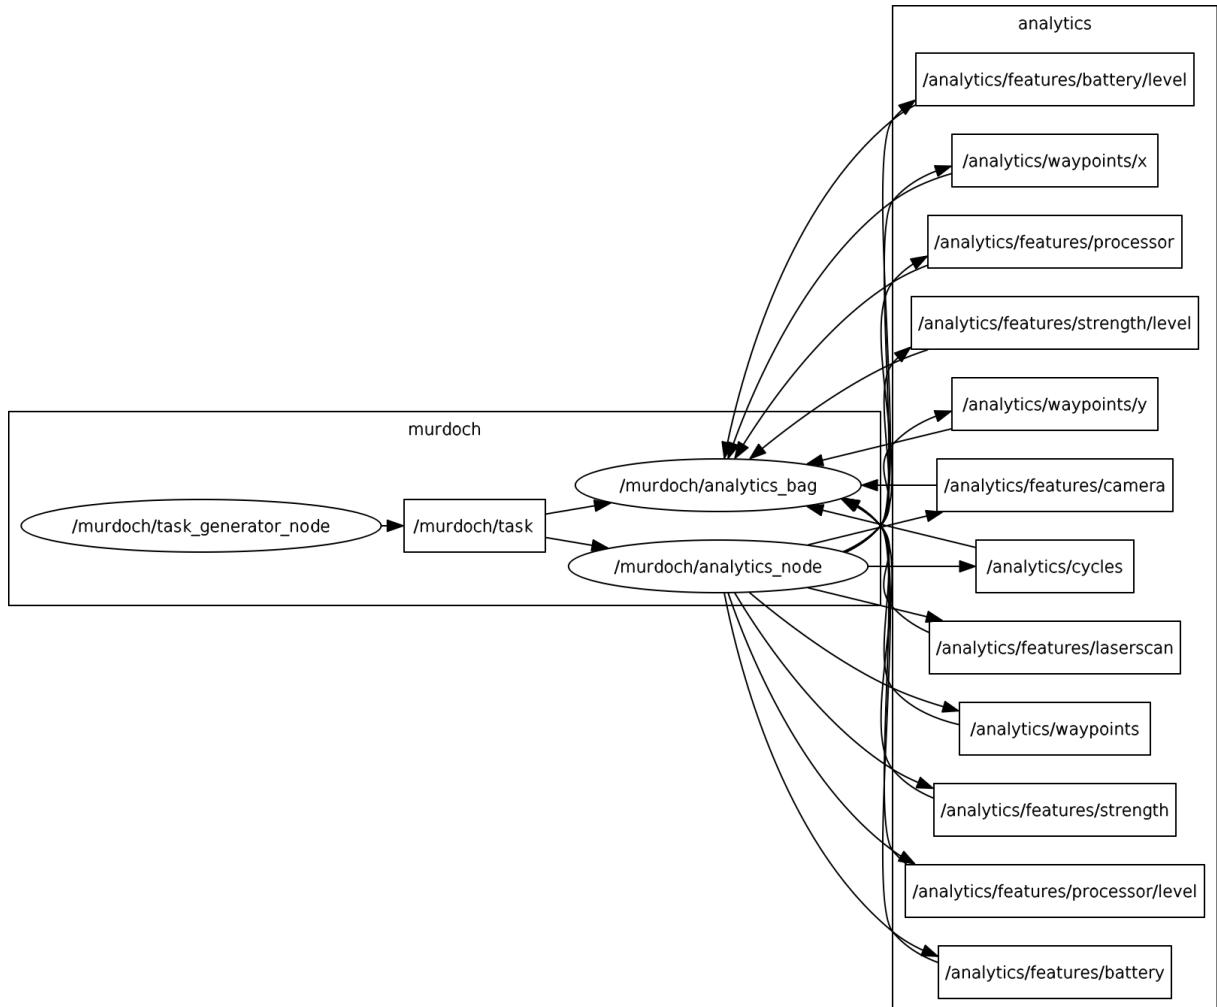 analytics
/analytics/features/battery/level
/analytics/waypoints/x
/analytics/features/processor
/analytics/features/strength/level
/analytics/waypoints/y
murdoch
/analytics/features/camera
/murdoch/analytics_bag
/murdoch/task_generator_node
/murdoch/task
/murdoch/analytics_node
/analytics/cycles
/analytics/features/laserscan
/analytics/waypoints
/analytics/features/strength
/analytics/features/processor/level
/analytics/features/battery